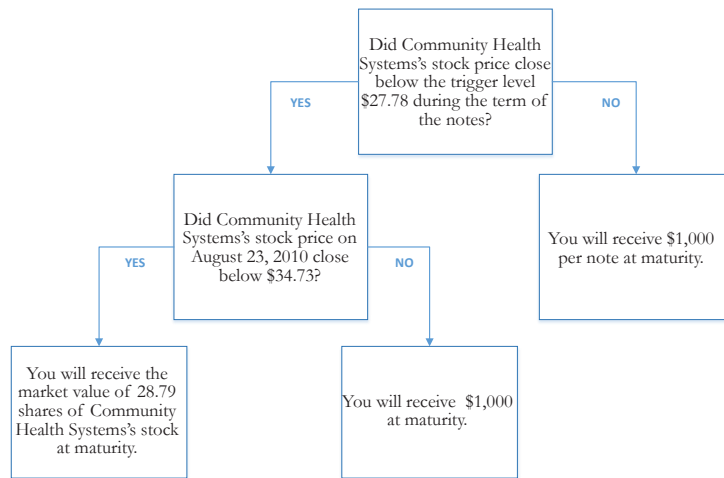 Did Community Health
Systems's stock price close
below the trigger level
$27.78 during the term of
the notes?
YES
NO
Did Community Health
Systems's stock price on
August 23, 2010 close
below $34.73?
You will receive $1,000
per note at maturity.
YES
NO
You will receive the
market value of 28.79
shares of Community
Health Systems's stock
at maturity.
You will receive $1,000
at maturity.